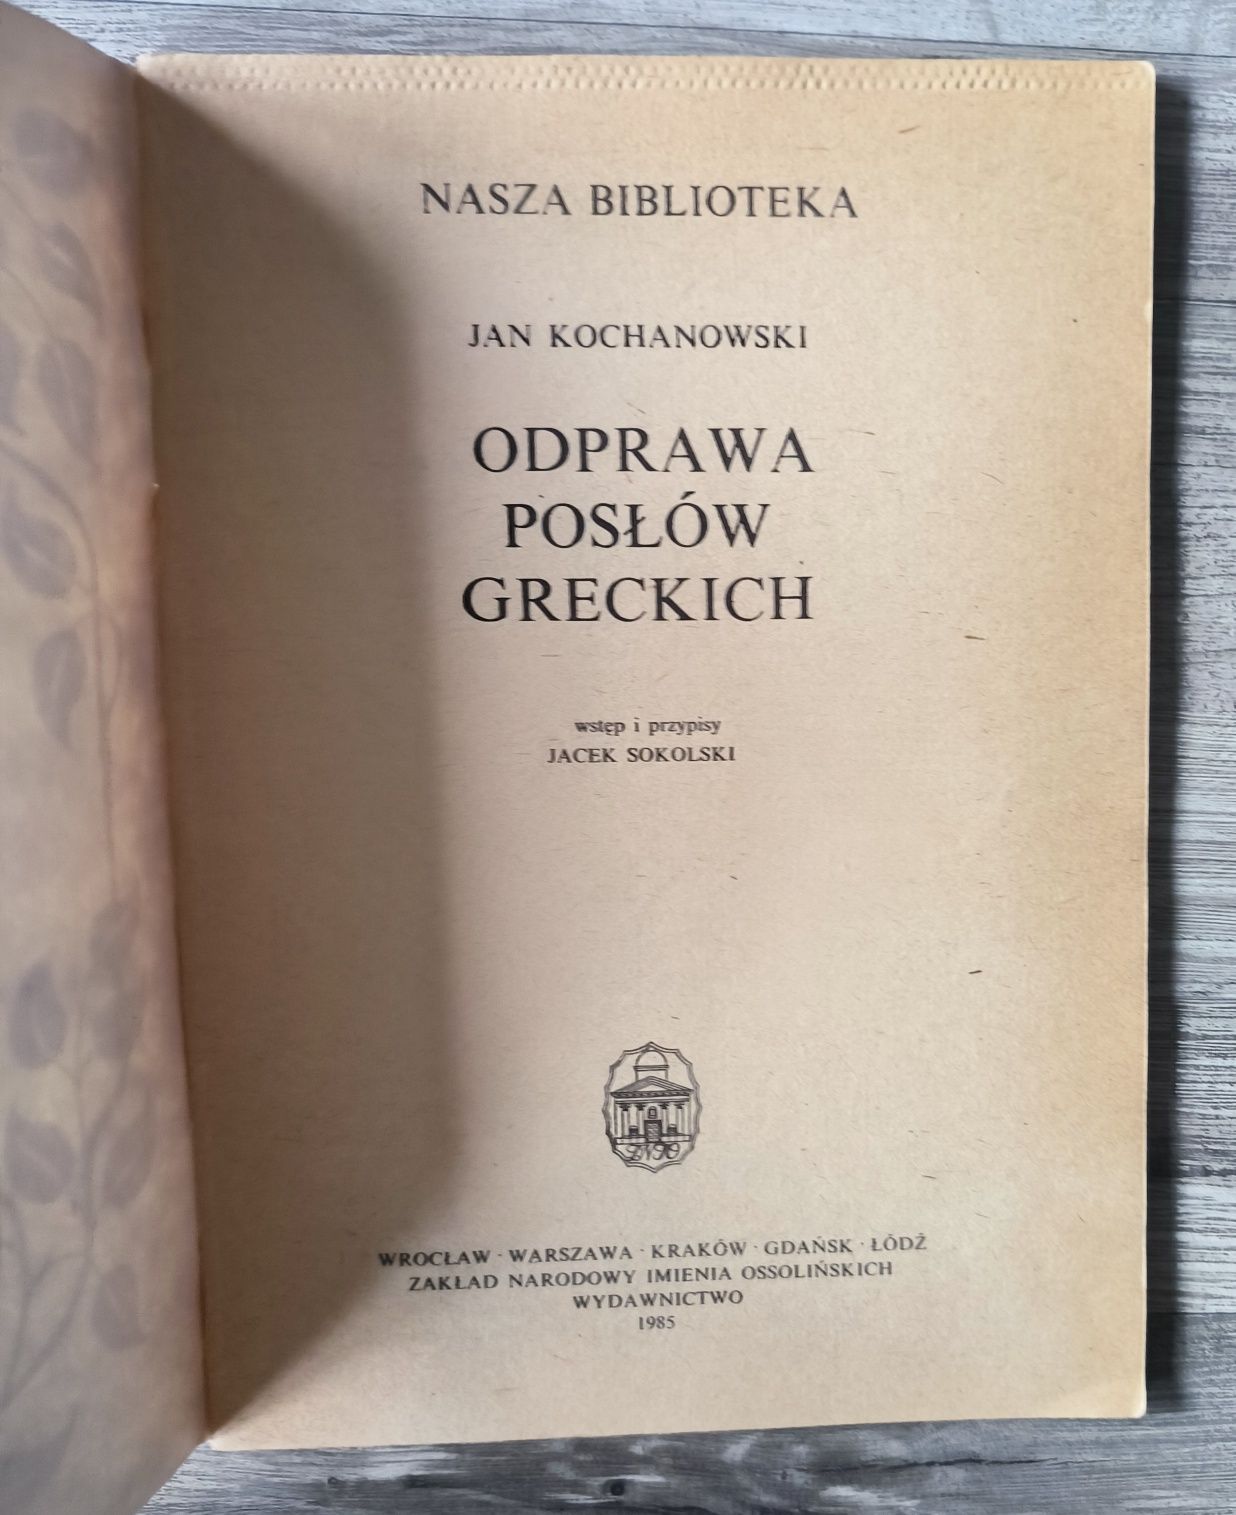 NASZA BIBLIOTEKA
JAN KOCHANOWSKI
ODPRAWA
POSŁÓW
GRECKICH
wstęp i przypisy
JACEK SOKOLSKI
ZNiO
WROCŁAW · WARSZAWA · KRAKÓW · GDAŃSK · ŁÓDŹ
ZAKŁAD NARODOWY IMIENIA OSSOLIŃSKICH
WYDAWNICTWO
1985